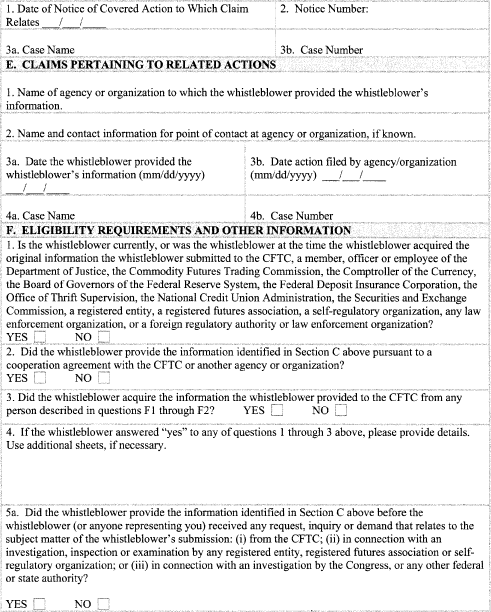 1. Date of Notice of Covered Action to Which Claim
Relates ___/___/____
2. Notice Number:
3a. Case Name
3b. Case Number
E. CLAIMS PERTAINING TO RELATED ACTIONS
1. Name of agency or organization to which the whistleblower provided the whistleblower's
information.
2. Name and contact information for point of contact at agency or organization, if known.
3a. Date the whistleblower provided the
whistleblower's information (mm/dd/yyyy)
___/___/____
3b. Date action filed by agency/organization
(mm/dd/yyyy) ___/___/____
4a. Case Name
4b. Case Number
F. ELIGIBILITY REQUIREMENTS AND OTHER INFORMATION
1. Is the whistleblower currently, or was the whistleblower at the time the whistleblower acquired the
original information the whistleblower submitted to the CFTC, a member, officer or employee of the
Department of Justice, the Commodity Futures Trading Commission, the Comptroller of the Currency,
the Board of Governors of the Federal Reserve System, the Federal Deposit Insurance Corporation, the
Office of Thrift Supervision, the National Credit Union Administration, the Securities and Exchange
Commission, a registered entity, a registered futures association, a self-regulatory organization, any law
enforcement organization, or a foreign regulatory authority or law enforcement organization?
YES NO
2. Did the whistleblower provide the information identified in Section C above pursuant to a
cooperation agreement with the CFTC or another agency or organization?
YES NO
3. Did the whistleblower acquire the information the whistleblower provided to the CFTC from any
person described in questions F1 through F2? YES NO
4. If the whistleblower answered "yes" to any of questions 1 through 3 above, please provide details.
Use additional sheets, if necessary.
5a. Did the whistleblower provide the information identified in Section C above before the
whistleblower (or anyone representing you) received any request, inquiry or demand that relates to the
subject matter of the whistleblower's submission: (i) from the CFTC; (ii) in connection with an
investigation, inspection or examination by any registered entity, registered futures association or self-
regulatory organization; or (iii) in connection with an investigation by the Congress, or any other federal
or state authority?
YES NO